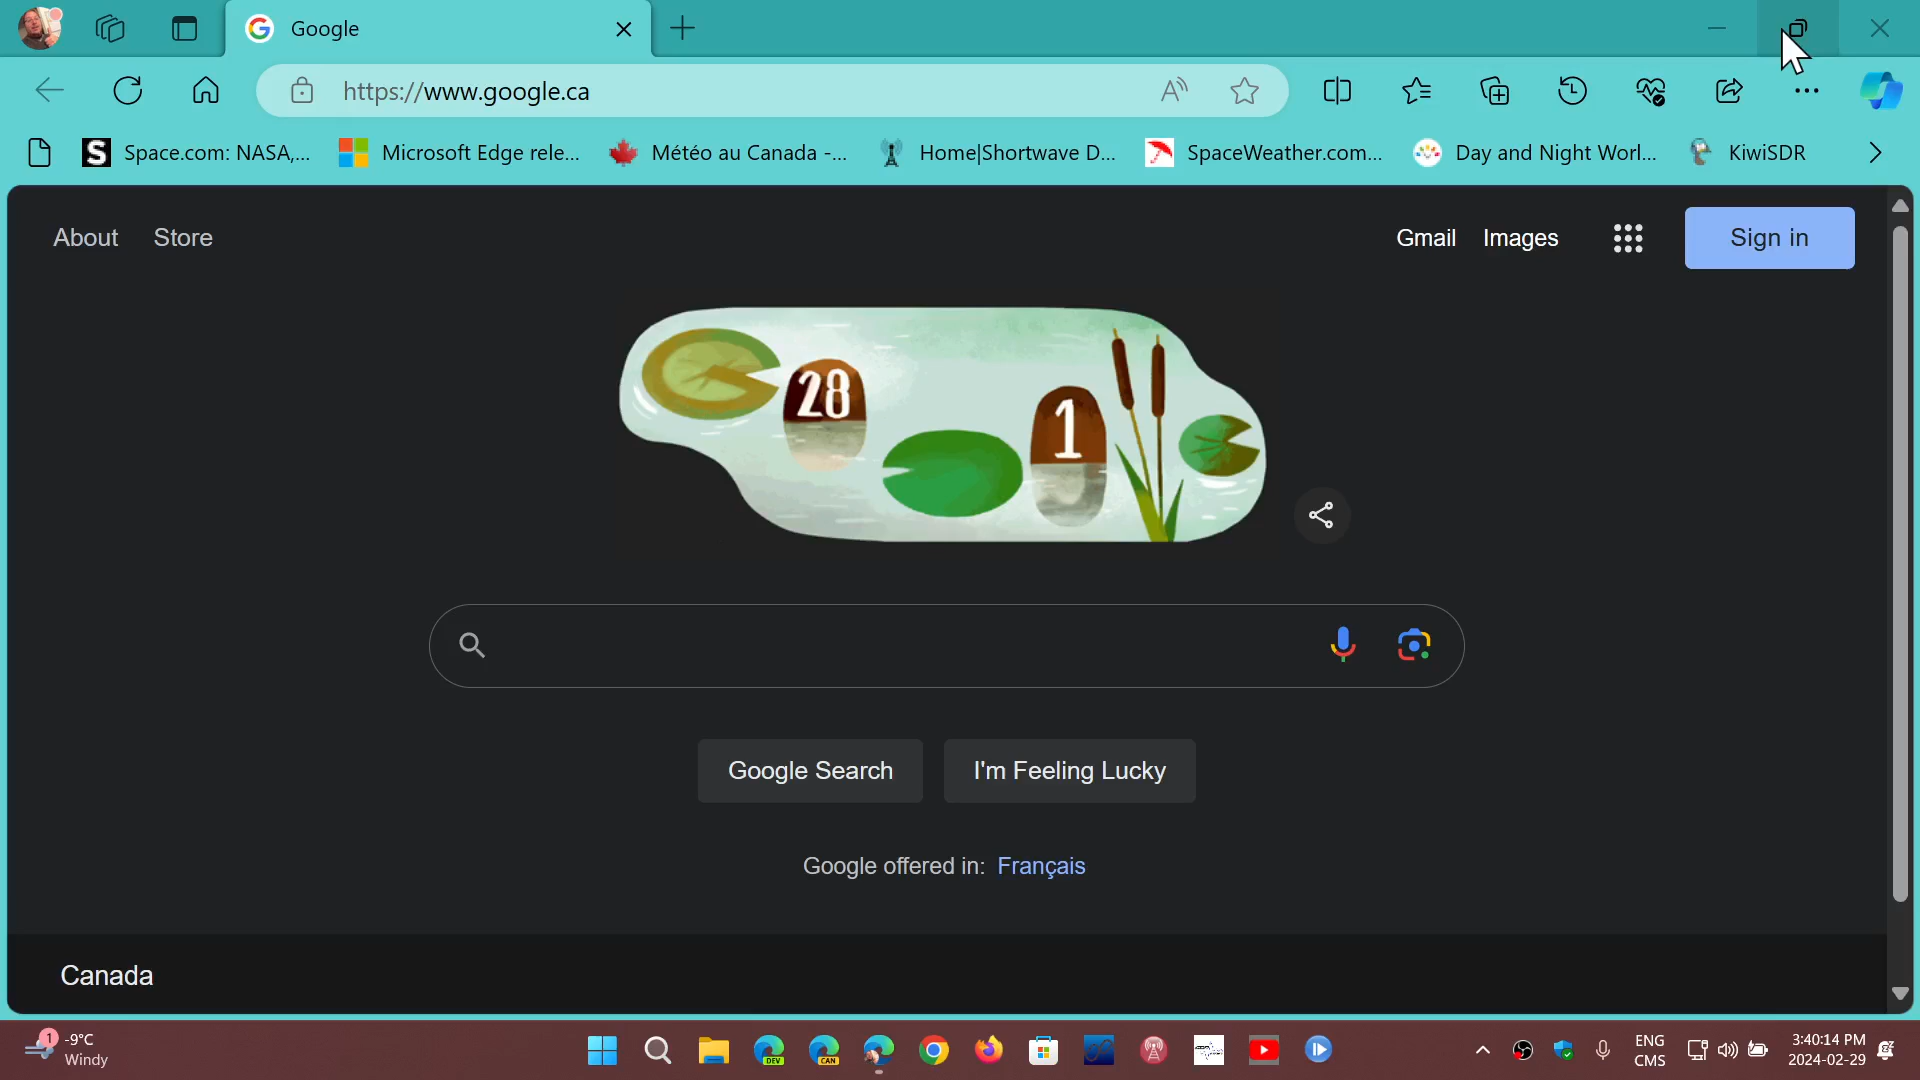 Google
https://www.google.ca
Space.com: NASA,...
Microsoft Edge rele...
Météo au Canada -...
Home|Shortwave D...
SpaceWeather.com...
Day and Night Worl...
KiwiSDR
About
Store
Gmail
Images
Sign in
28
1
Google Search
I'm Feeling Lucky
Google offered in: Français
Canada
1
-9°C
Windy
DEV
CAN
ENG
CMS
3:40:14 PM
2024-02-29